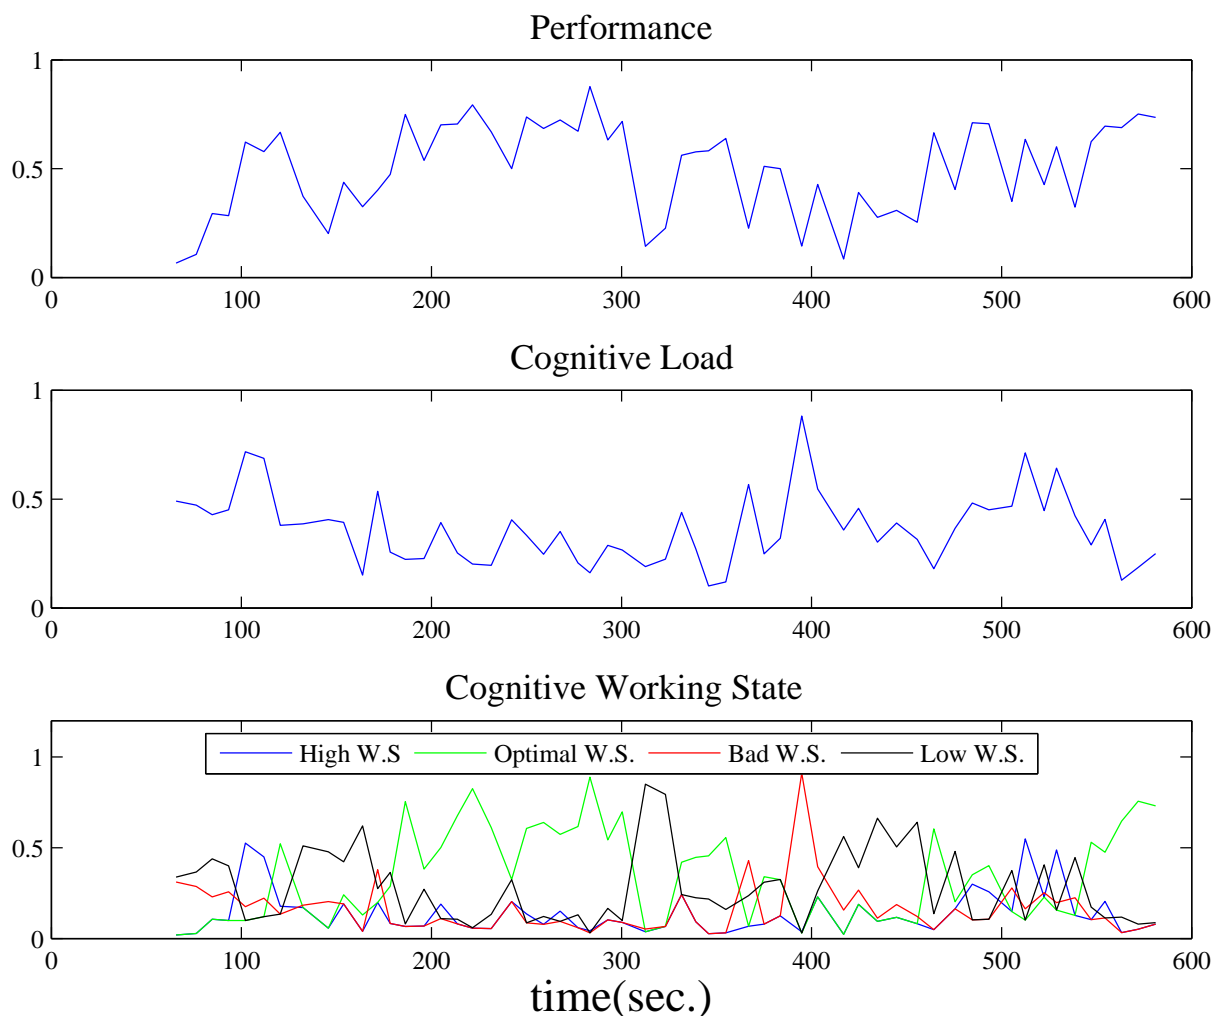 Performance
1
0.5
0
0 100 200 300 400 500 600
Cognitive Load
1
0.5
0
0 100 200 300 400 500 600
Cognitive Working State
High W.S Optimal W.S. Bad W.S. Low W.S.
1
0.5
0
0 100 200 300 400 500 600
time(sec.)